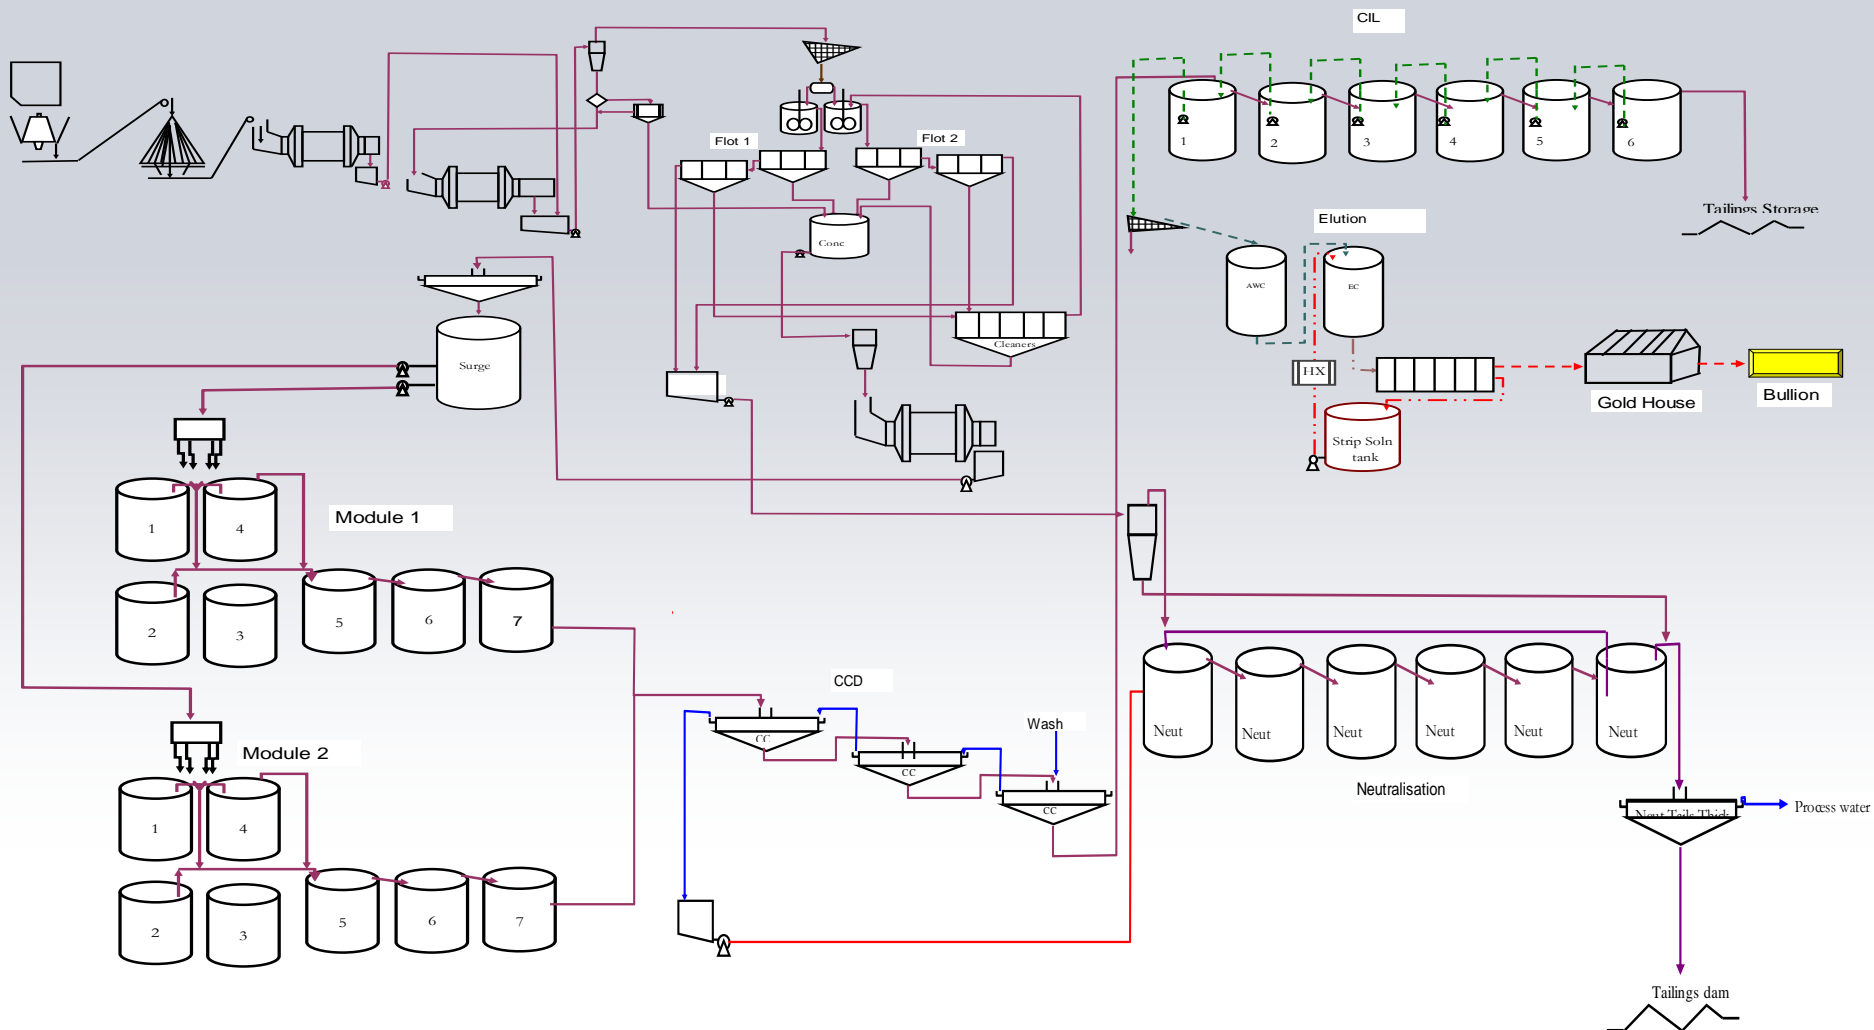 CIL
1
2
3
4
5
6
Flot 1
Flot 2
Tailings Storage
Elution
Conc
AWC
EC
Cleaners
Surge
HX
Gold House
Bullion
Strip Soln
tank
Module 1
1
4
2
3
5
6
7
CCD
Wash
CC
CC
CC
Neut
Neut
Neut
Neut
Neut
Neut
Neutralisation
Module 2
1
4
2
3
5
6
7
Neut Tails Thick
Process water
Tailings dam